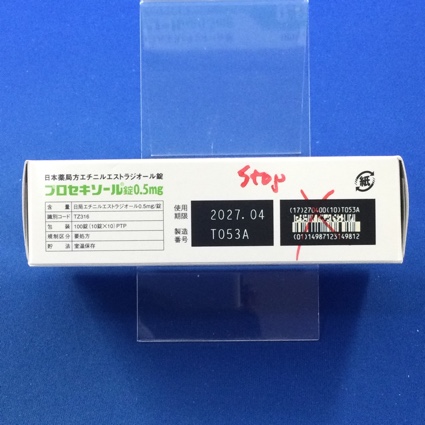 日本薬局方エチニルエストラジオール錠
プロセキソール®錠0.5mg
含量 日局エチニルエストラジオール0.5mg/錠
識別コード TZ316
包装 100錠(10錠×10)PTP
規制区分 要処方
貯法 室温保存
使用期限 2027.04
製造番号 T053A
Stop
(17)270400(10)T053A
(01)14987123149812
紙